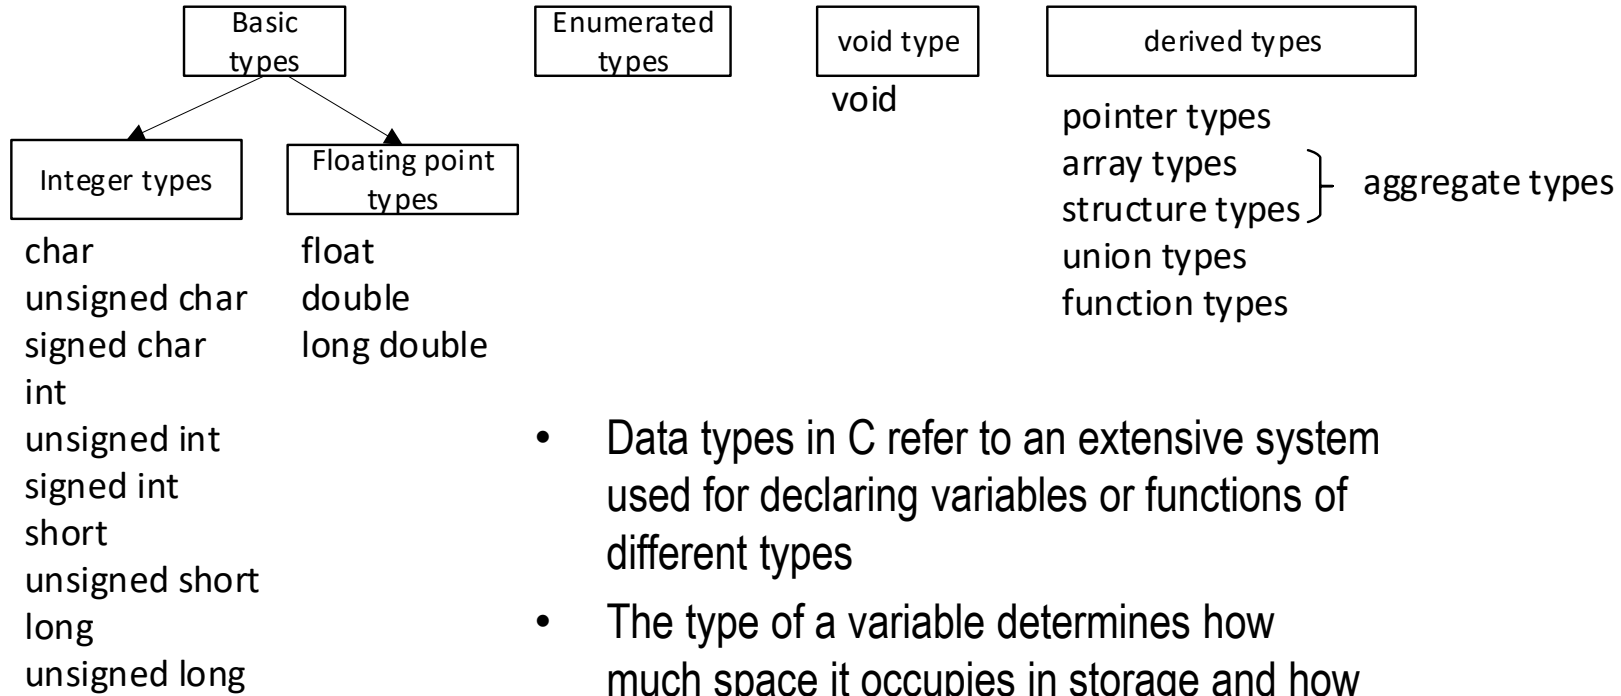 Basic
types
Enumerated
types
void type
derived types
void
pointer types
array types
structure types
aggregate types
union types
function types
Integer types
Floating point
types
char
unsigned char
signed char
int
unsigned int
signed int
short
unsigned short
long
unsigned long
float
double
long double
• Data types in C refer to an extensive system
used for declaring variables or functions of
different types
• The type of a variable determines how
much space it occupies in storage and how